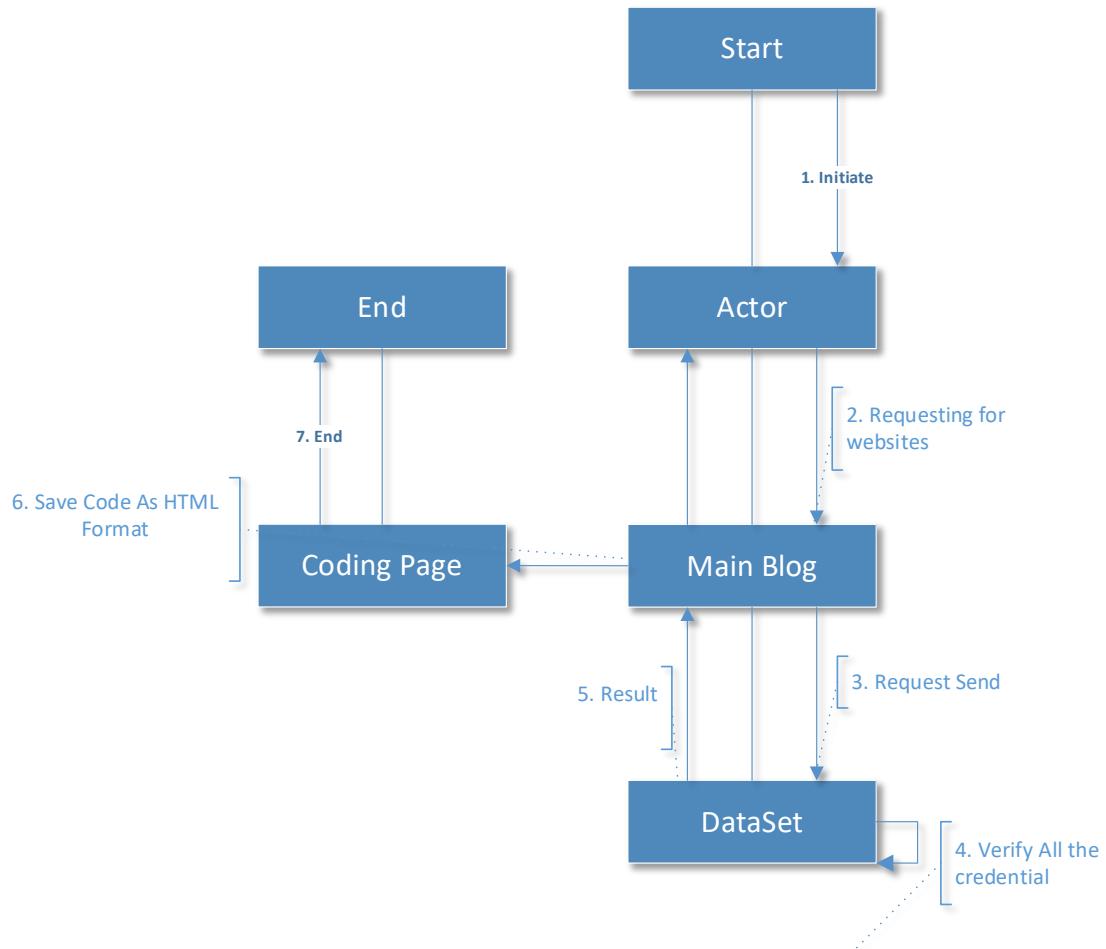 Start
1. Initiate
End
Actor
2. Requesting for
websites
7. End
6. Save Code As HTML
Format
Coding Page
Main Blog
5. Result
3. Request Send
DataSet
4. Verify All the
credential